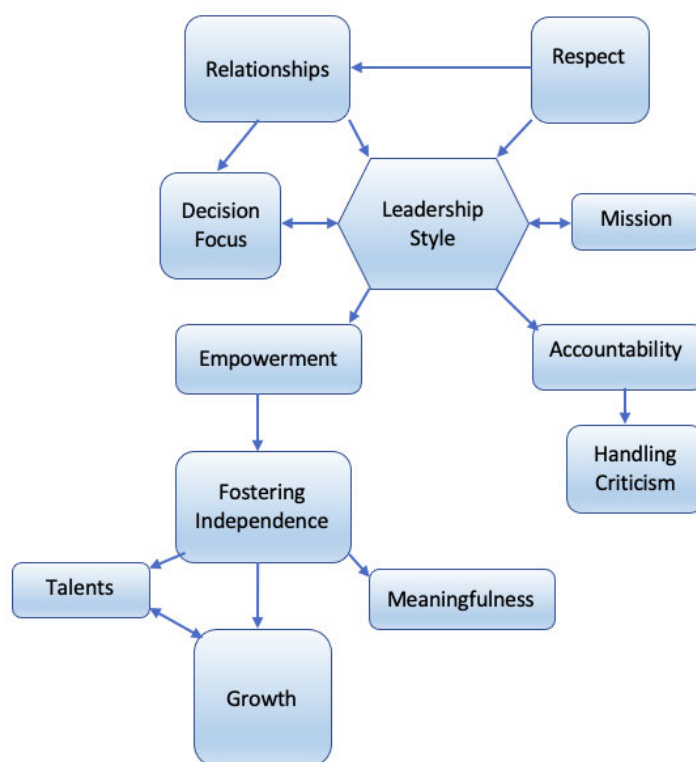 Relationships
Respect
Decision
Focus
Leadership
Style
Mission
Empowerment
Accountability
Handling
Criticism
Fostering
Independence
Talents
Meaningfulness
Growth